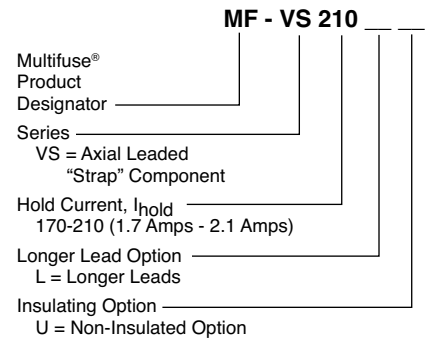 MF - VS 210 __ __
Multifuse®
Product
Designator
Series
VS = Axial Leaded
“Strap” Component
Hold Current, Ihold
170-210 (1.7 Amps - 2.1 Amps)
Longer Lead Option
L = Longer Leads
Insulating Option
U = Non-Insulated Option